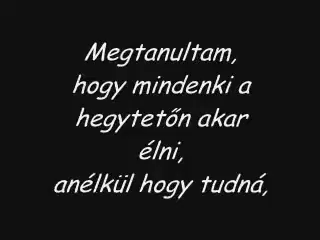 Megtanultam,
hogy mindenki a
hegytetőn akar
élni,
anélkül hogy tudná,